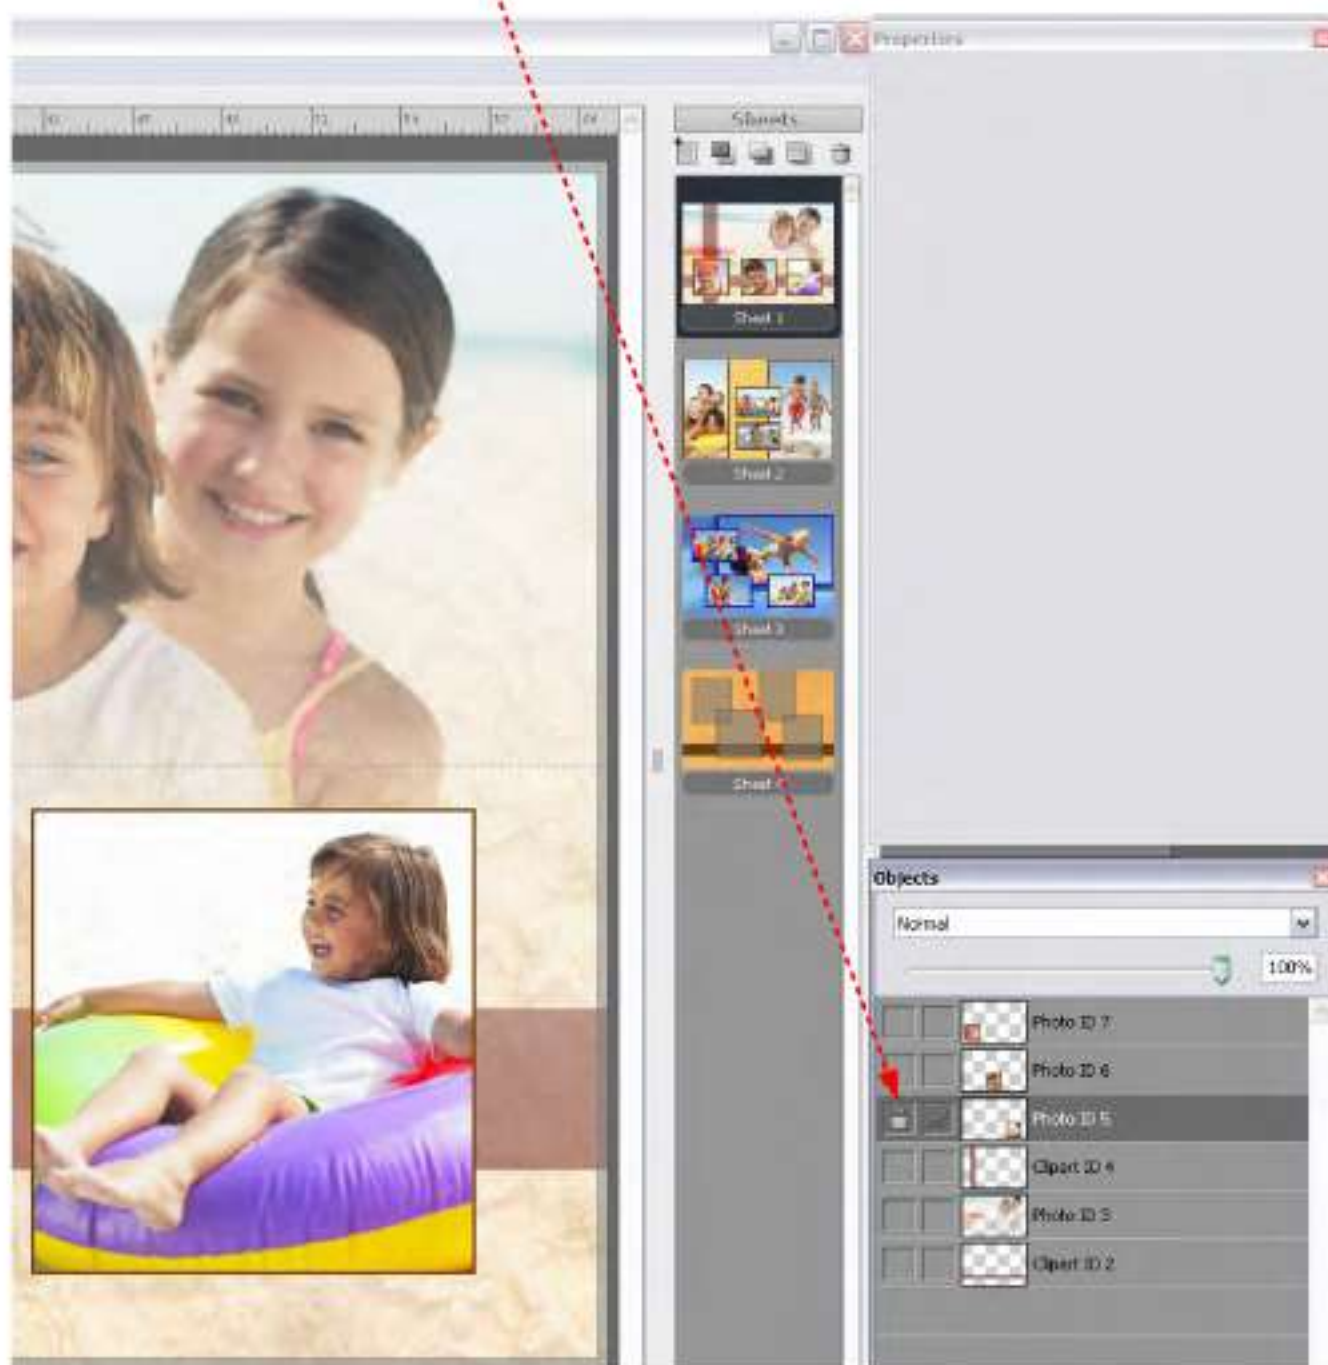 Properties
Sheets
Sheet 1
Sheet 2
Sheet 3
Sheet
Objects
Normal
100%
Photo ID 7
Photo ID 6
Photo ID 5
Clipart ID 4
Photo ID 3
Clipart ID 2